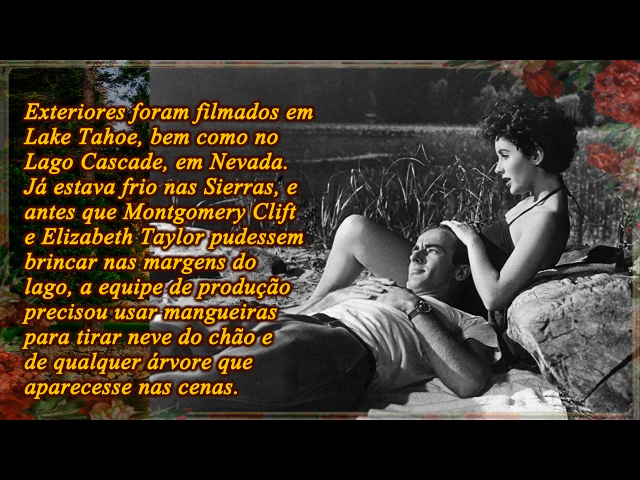 Exteriores foram filmados em
Lake Tahoe, bem como no
Lago Cascade, em Nevada.
Já estava frio nas Sierras, e
antes que Montgomery Clift
e Elizabeth Taylor pudessem
brincar nas margens do
lago, a equipe de produção
precisou usar mangueiras
para tirar neve do chão e
de qualquer árvore que
aparecesse nas cenas.